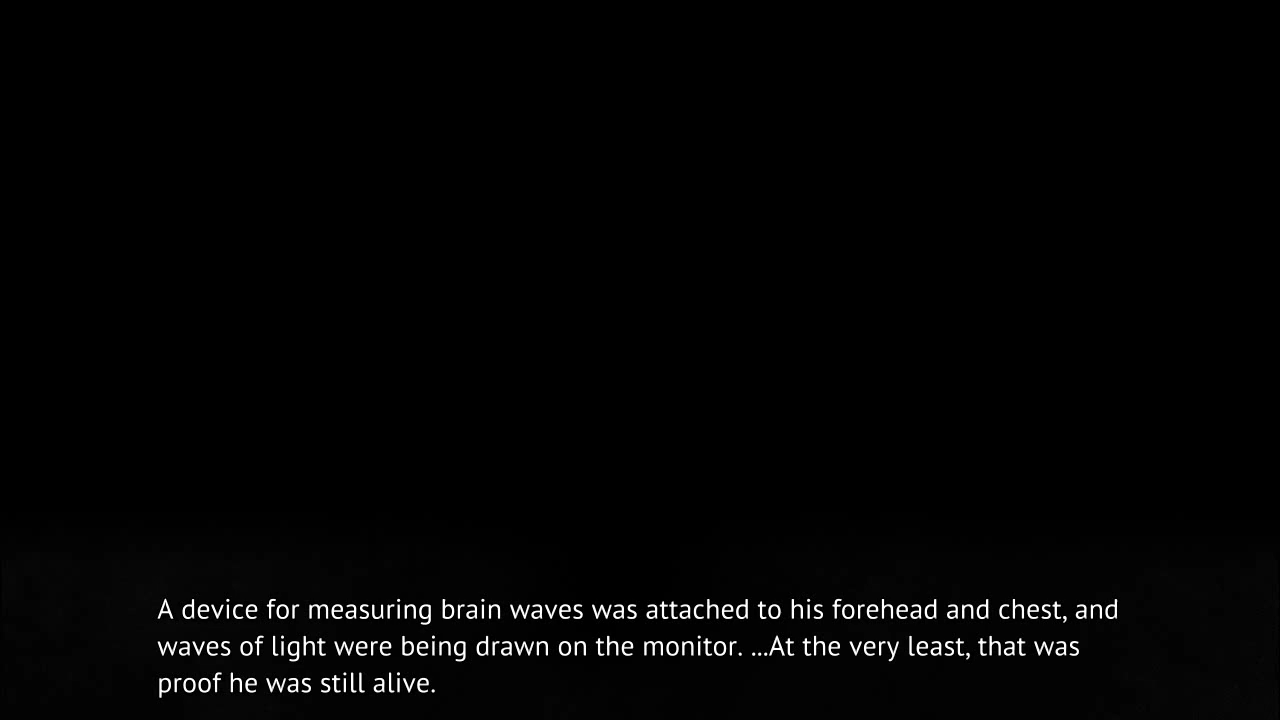 A device for measuring brain waves was attached to his forehead and chest, and
waves of light were being drawn on the monitor. ...At the very least, that was
proof he was still alive.